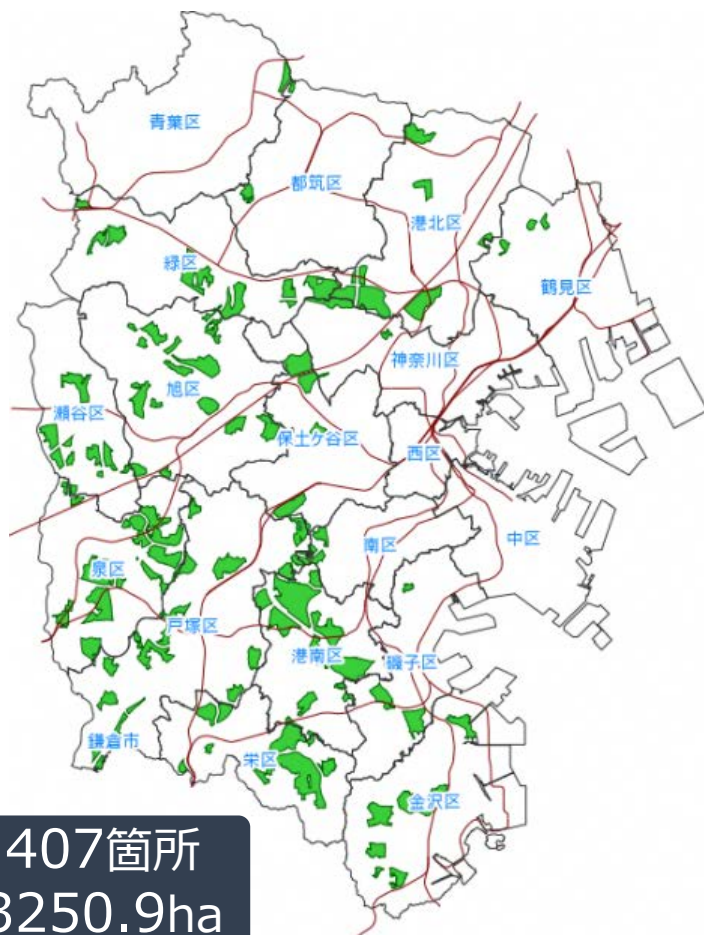 青葉区
都筑区
港北区
緑区
鶴見区
神奈川区
旭区
瀬谷区
保土ケ谷区
西区
中区
南区
泉区
戸塚区
港南区
磯子区
鎌倉市
栄区
金沢区
407箇所
3250.9ha